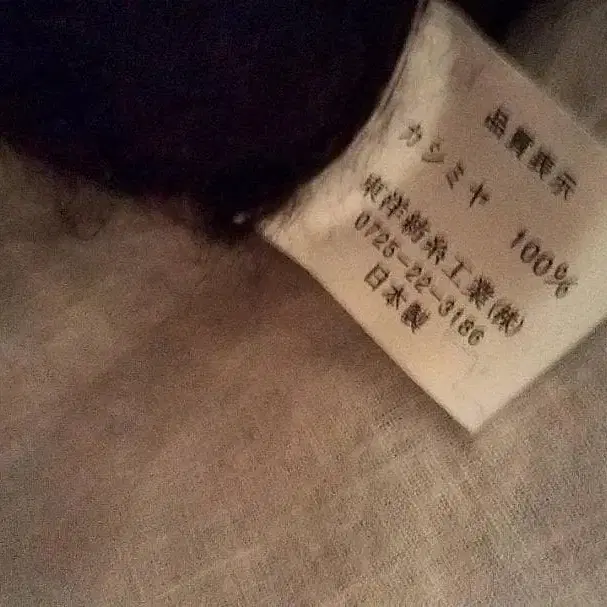 品質表示
カシミヤ 100%
東洋紡糸工業(株)
0725-22-3186
日本製